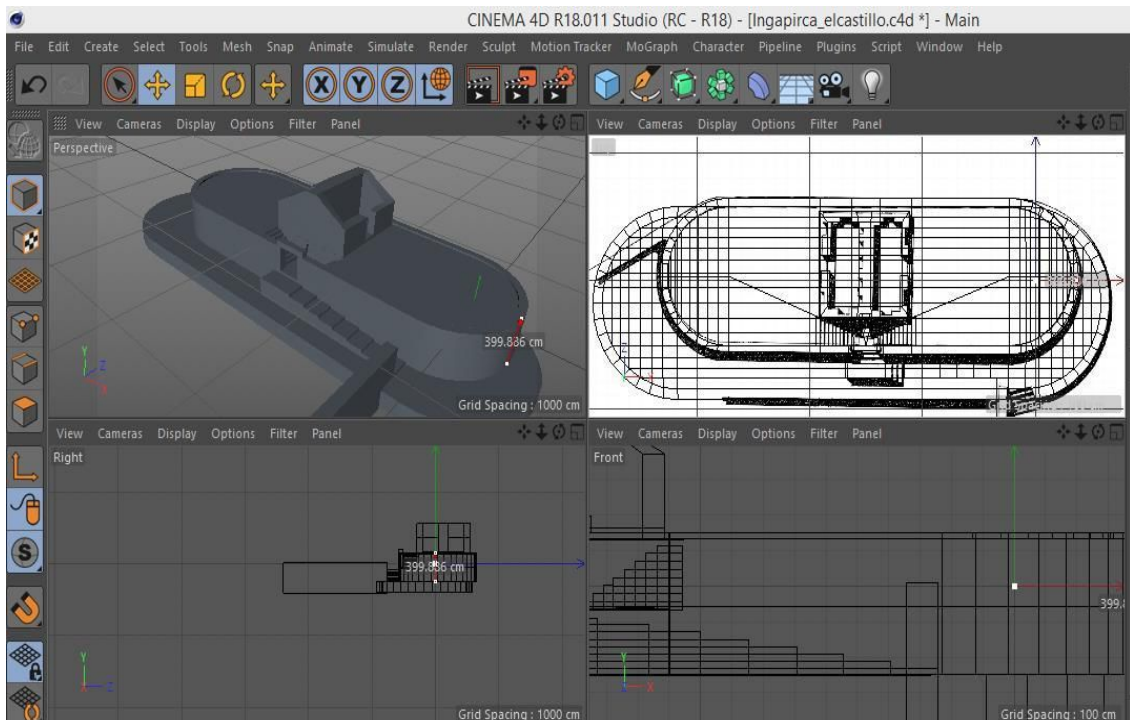 CINEMA 4D R18.011 Studio (RC - R18) - [Ingapirca_elcastillo.c4d *] - Main
File Edit Create Select Tools Mesh Snap Animate Simulate Render Sculpt Motion Tracker MoGraph Character Pipeline Plugins Script Window Help
X Y Z
View Cameras Display Options Filter Panel
Perspective
399.886 cm
Y
Z
X
Grid Spacing : 1000 cm
View Cameras Display Options Filter Panel
Z
X
View Cameras Display Options Filter Panel
Right
399.886 cm
Y
Z
Grid Spacing : 1000 cm
View Cameras Display Options Filter Panel
Front
Y
X
Grid Spacing : 100 cm
S